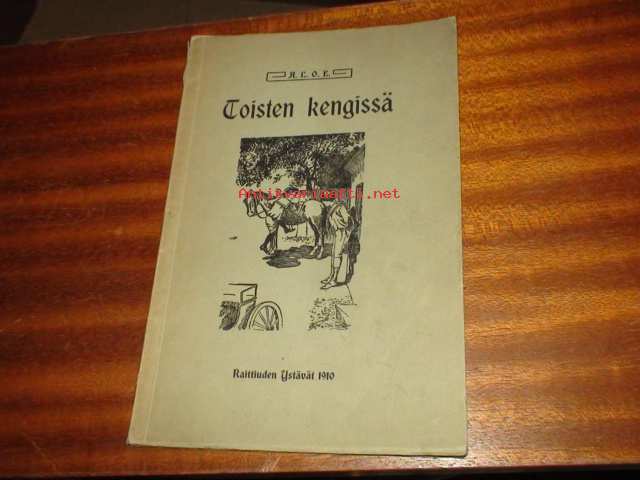 A. L. O. E.
Toisten kengissä
Antikvariaatti.net
Raittiuden Ystävät 1910